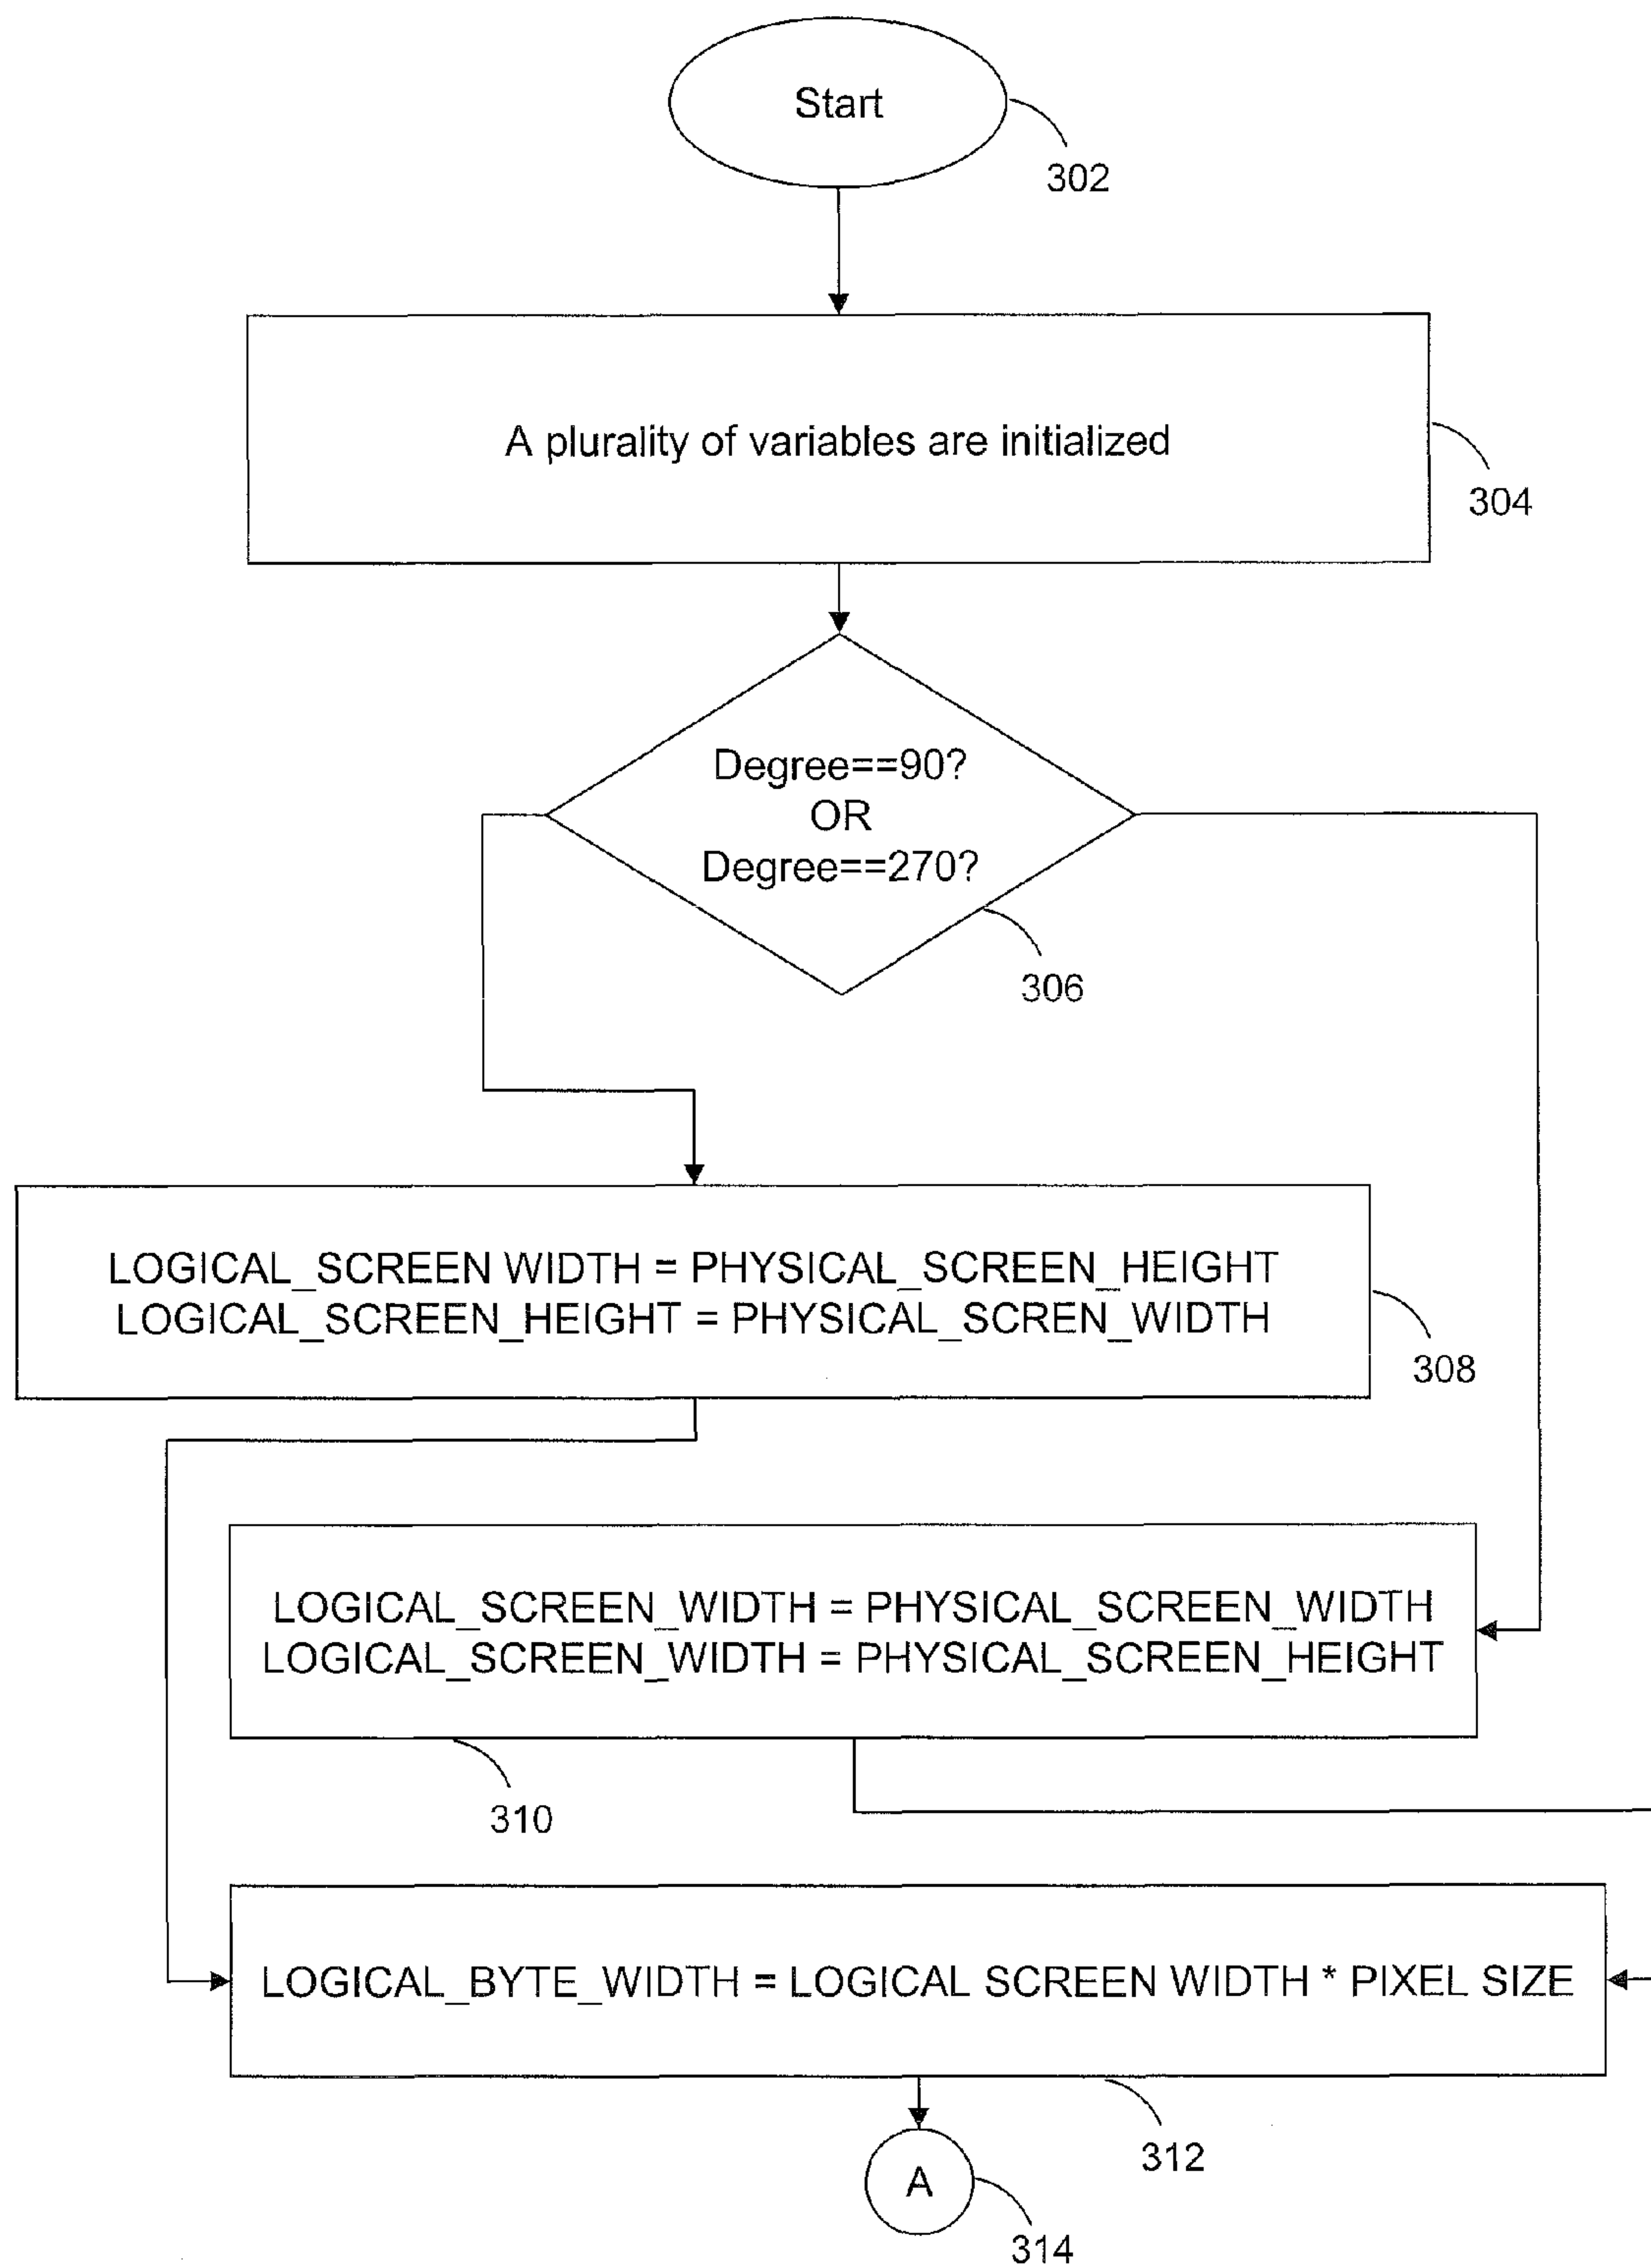 Start
302
A plurality of variables are initialized
304
Degree==90?
OR
Degree==270?
306
LOGICAL_SCREEN WIDTH = PHYSICAL_SCREEN_HEIGHT
LOGICAL_SCREEN_HEIGHT = PHYSICAL_SCREN_WIDTH
308
LOGICAL_SCREEN_WIDTH = PHYSICAL_SCREEN_WIDTH
LOGICAL_SCREEN_WIDTH = PHYSICAL_SCREEN_HEIGHT
310
LOGICAL_BYTE_WIDTH = LOGICAL SCREEN WIDTH * PIXEL SIZE
312
A
314